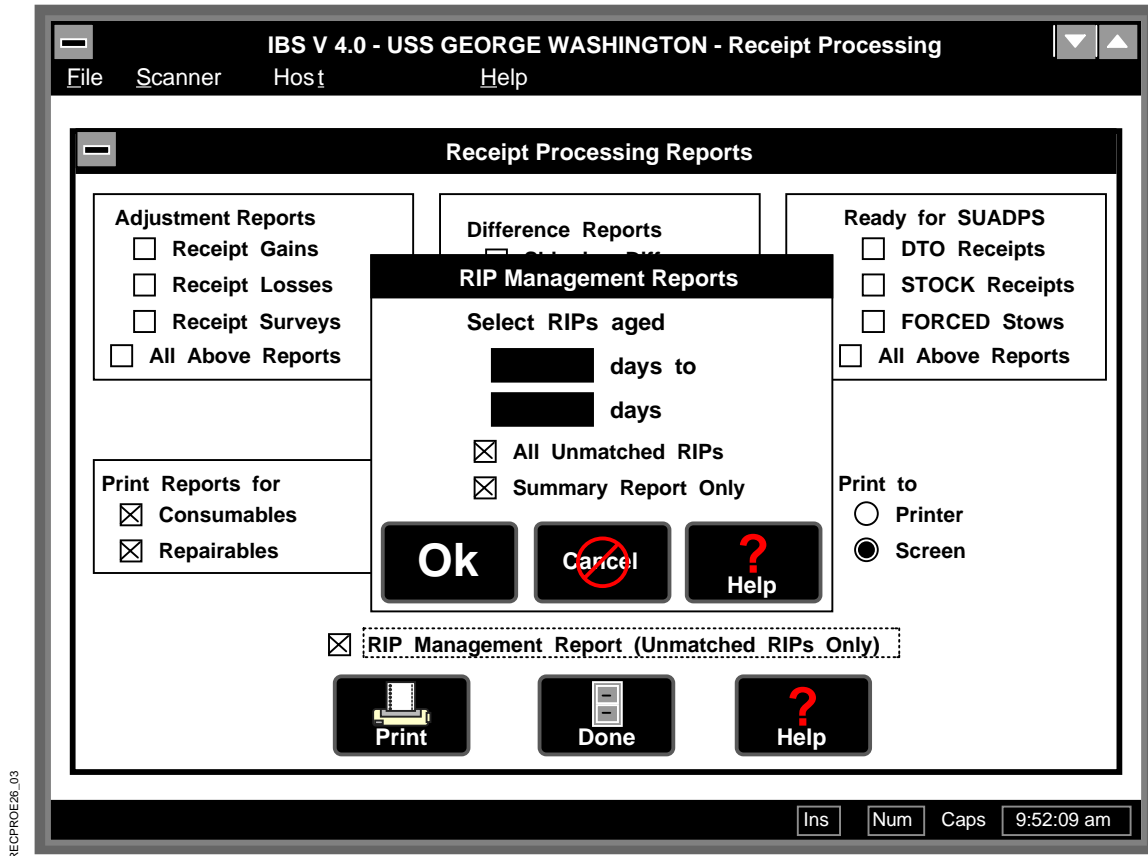 IBS V 4.0 - USS GEORGE WASHINGTON - Receipt Processing
File Scanner Host Help
Receipt Processing Reports
Adjustment Reports
Receipt Gains
Receipt Losses
Receipt Surveys
All Above Reports
Difference Reports
Ready for SUADPS
DTO Receipts
STOCK Receipts
FORCED Stows
All Above Reports
RIP Management Reports
Select RIPs aged
days to
days
All Unmatched RIPs
Summary Report Only
Ok
Cancel
?
Help
Print Reports for
Consumables
Repairables
Print to
Printer
Screen
RIP Management Report (Unmatched RIPs Only)
Print
Done
?
Help
Ins Num Caps 9:52:09 am
RECPROE26_03